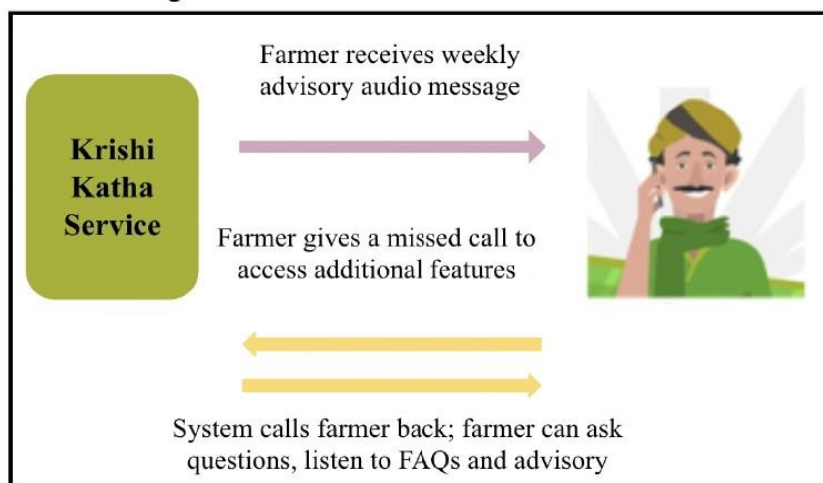 Farmer receives weekly
advisory audio message
Krishi
Katha
Service
Farmer gives a missed call to
access additional features
System calls farmer back; farmer can ask
questions, listen to FAQs and advisory